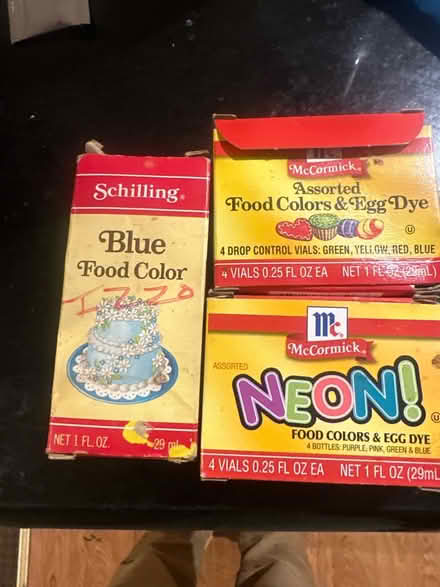 Schilling®
Blue
Food Color
IZZO
NET 1 FL. OZ. 29 ml
McCormick®
Assorted
Food Colors & Egg Dye
4 DROP CONTROL VIALS: GREEN, YELLOW, RED, BLUE
4 VIALS 0.25 FL OZ EA NET 1 FL OZ (29mL)
Mc
McCormick®
ASSORTED
NEON!
FOOD COLORS & EGG DYE
4 BOTTLES: PURPLE, PINK, GREEN & BLUE
4 VIALS 0.25 FL OZ EA NET 1 FL OZ (29mL